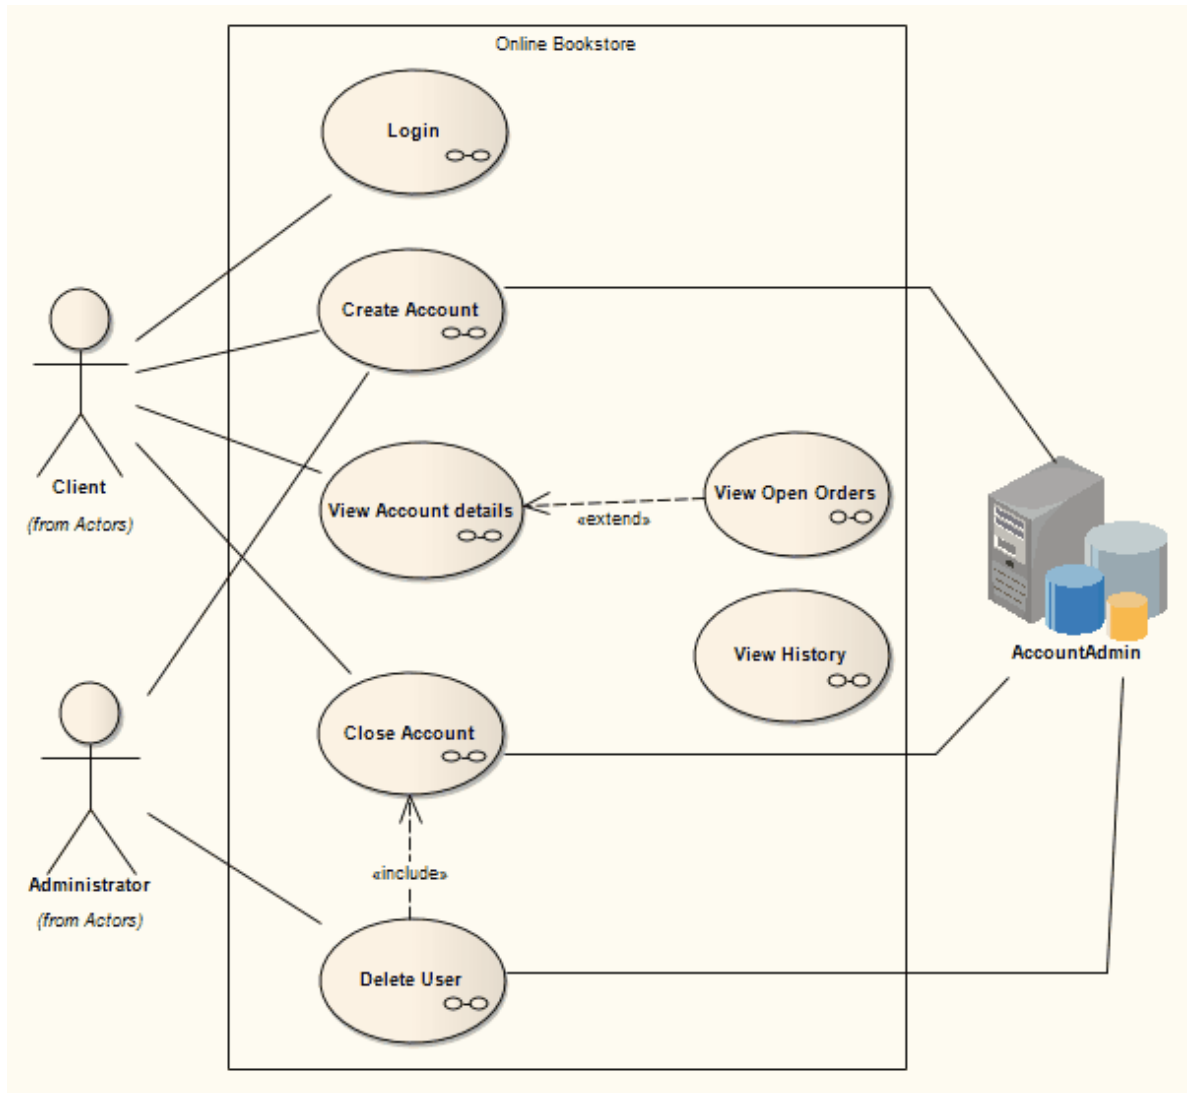 Online Bookstore
Login
Create Account
Client
(from Actors)
View Account details
«extend»
View Open Orders
View History
AccountAdmin
Close Account
«include»
Administrator
(from Actors)
Delete User